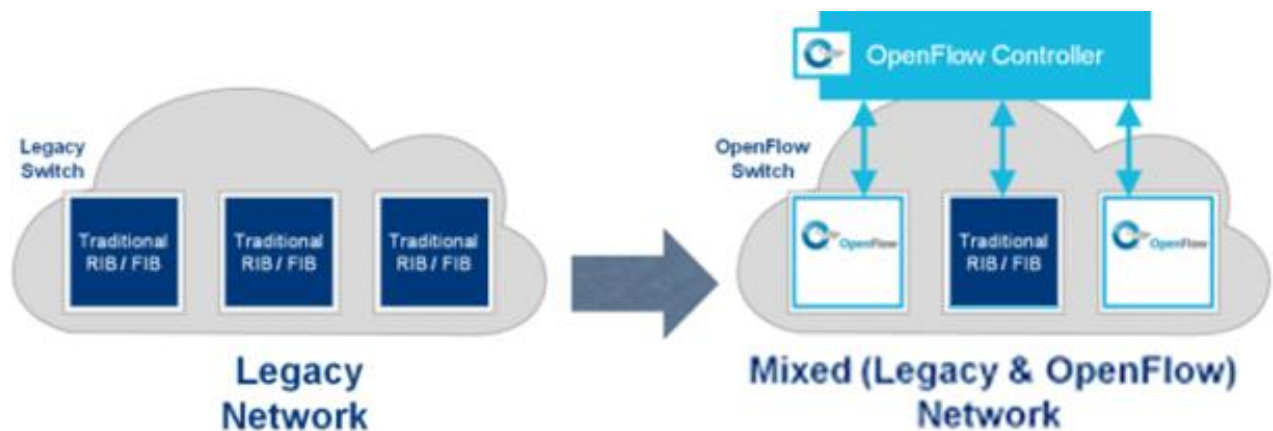 OpenFlow Controller
Legacy
Switch
OpenFlow
Switch
Traditional
RIB / FIB
Traditional
RIB / FIB
Traditional
RIB / FIB
OpenFlow
Traditional
RIB / FIB
OpenFlow
Legacy
Network
Mixed (Legacy & OpenFlow)
Network